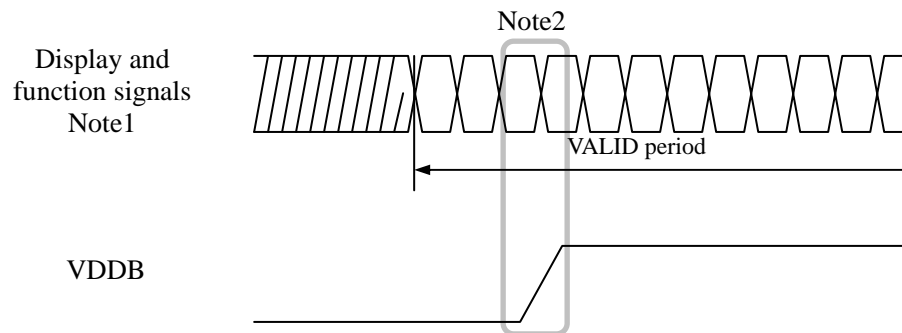 Note2
Display and
function signals
Note1
VALID period
VDDB